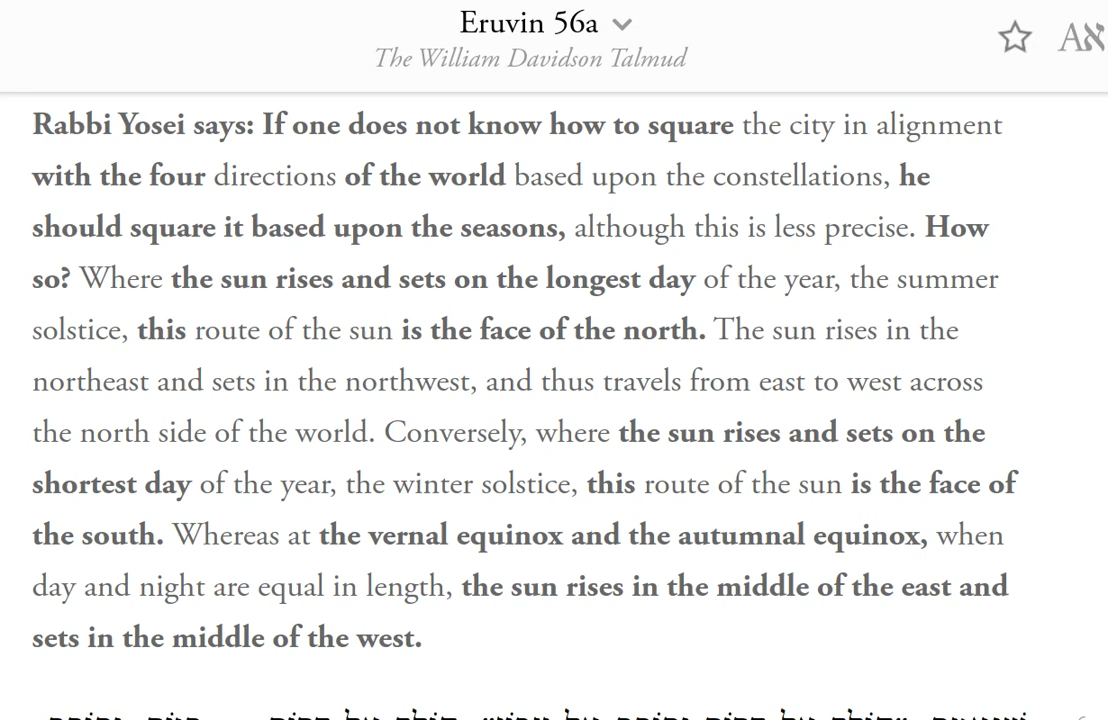 Eruvin 56a
The William Davidson Talmud
Aא
Rabbi Yosei says: If one does not know how to square the city in alignment
with the four directions of the world based upon the constellations, he
should square it based upon the seasons, although this is less precise. How
so? Where the sun rises and sets on the longest day of the year, the summer
solstice, this route of the sun is the face of the north. The sun rises in the
northeast and sets in the northwest, and thus travels from east to west across
the north side of the world. Conversely, where the sun rises and sets on the
shortest day of the year, the winter solstice, this route of the sun is the face of
the south. Whereas at the vernal equinox and the autumnal equinox, when
day and night are equal in length, the sun rises in the middle of the east and
sets in the middle of the west.